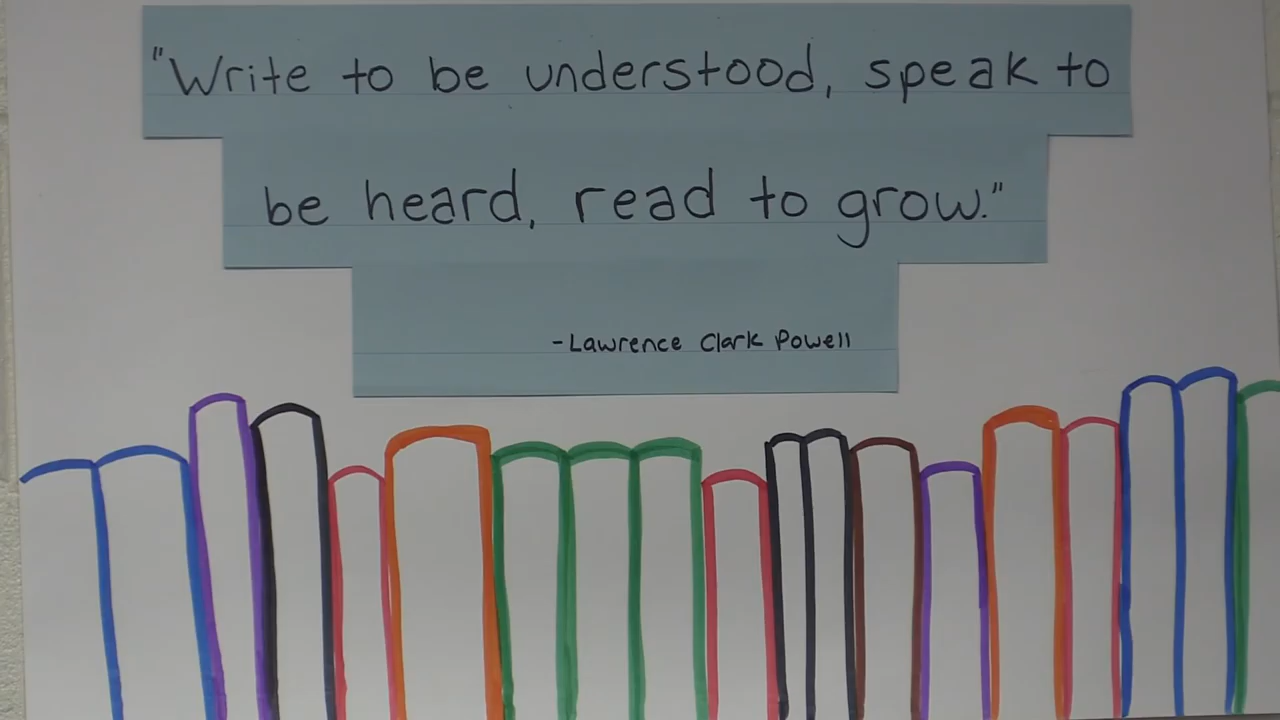 "Write to be understood, speak to
be heard, read to grow."
-Lawrence Clark Powell